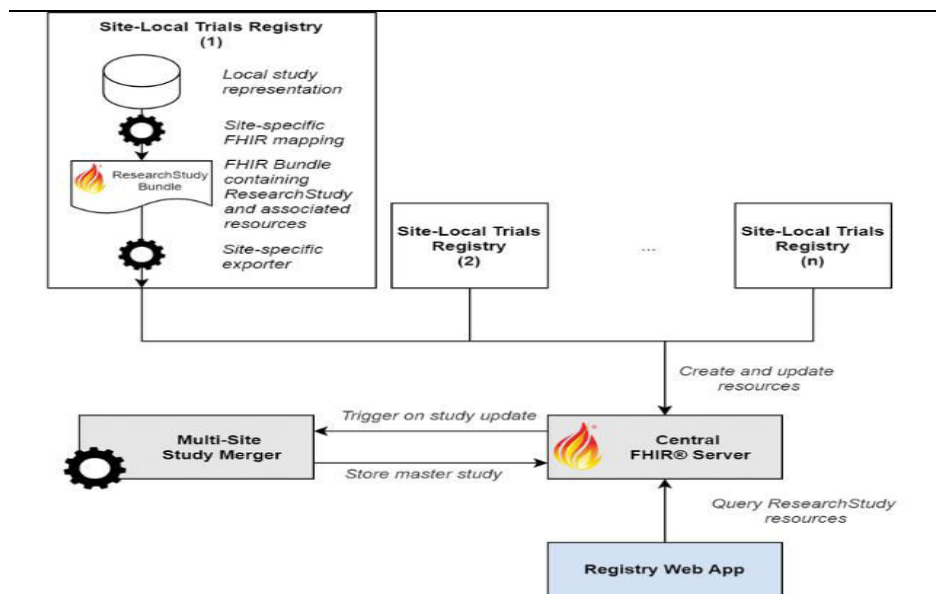 Site-Local Trials Registry
(1)
Local study
representation
Site-specific
FHIR mapping
ResearchStudy
Bundle
FHIR Bundle
containing
ResearchStudy
and associated
resources
Site-specific
exporter
Site-Local Trials
Registry
(2)
...
Site-Local Trials
Registry
(n)
Create and update
resources
Trigger on study update
Multi-Site
Study Merger
Central
FHIR® Server
Store master study
Query ResearchStudy
resources
Registry Web App